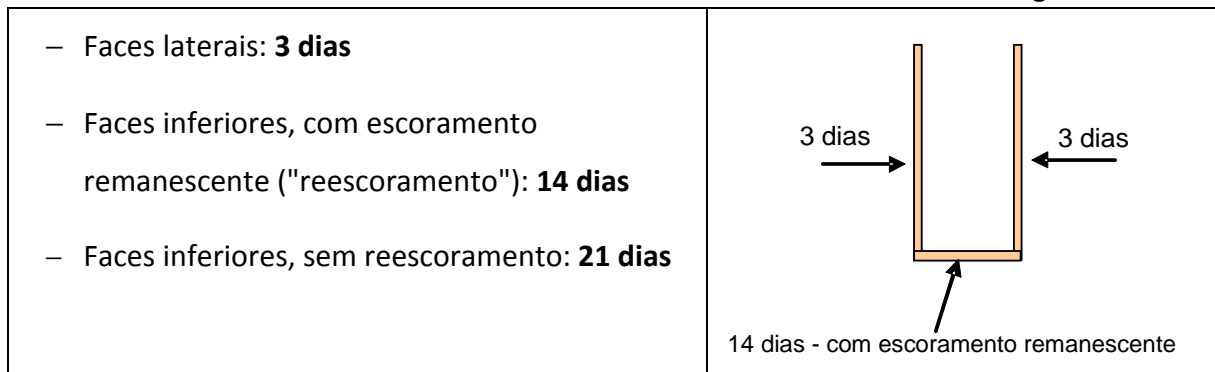 – Faces laterais: 3 dias
– Faces inferiores, com escoramento
remanescente ("reescoramento"): 14 dias
– Faces inferiores, sem reescoramento: 21 dias
3 dias
3 dias
14 dias - com escoramento remanescente